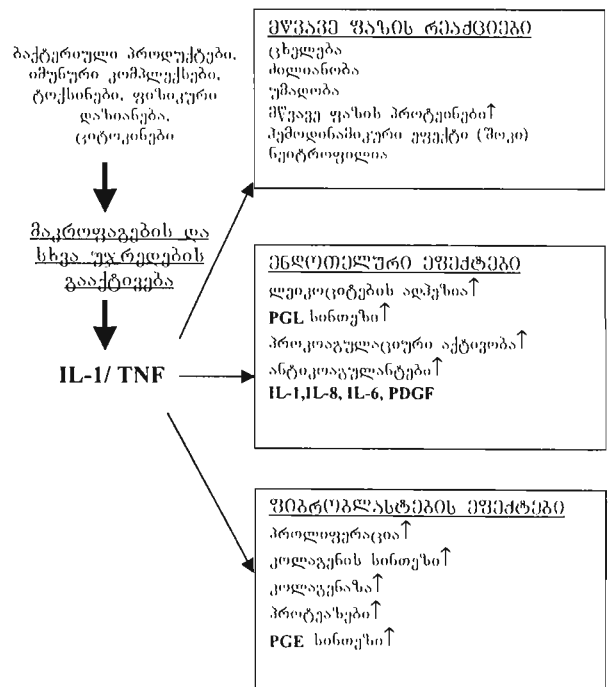 ბაქტერიული პროდუქტები,
იმუნური კომპლექსები,
ტოქსინები, ფიზიკური
დაზიანება,
ციტოკინები
მაკროფაგების და
სხვა უჯრედების
გააქტივება
IL-1/ TNF
მწვავე ფაზის რეაქციები
ცხელება
ძილიანობა
უმადობა
მწვავე ფაზის პროტეინები↑
ჰემოდინამიკური ეფექტი (შოკი)
ნეიტროფილია
ენდოთელური ეფექტები
ლეიკოციტების ადჰეზია↑
PGL სინთეზი↑
პროკოაგულაციური აქტივობა↑
ანტიკოაგულანტები↑
IL-1,IL-8, IL-6, PDGF
ფიბრობლასტების ეფექტები
პროლიფერაცია↑
კოლაგენის სინთეზი↑
კოლაგენაზა↑
პროტეაზები↑
PGE სინთეზი↑